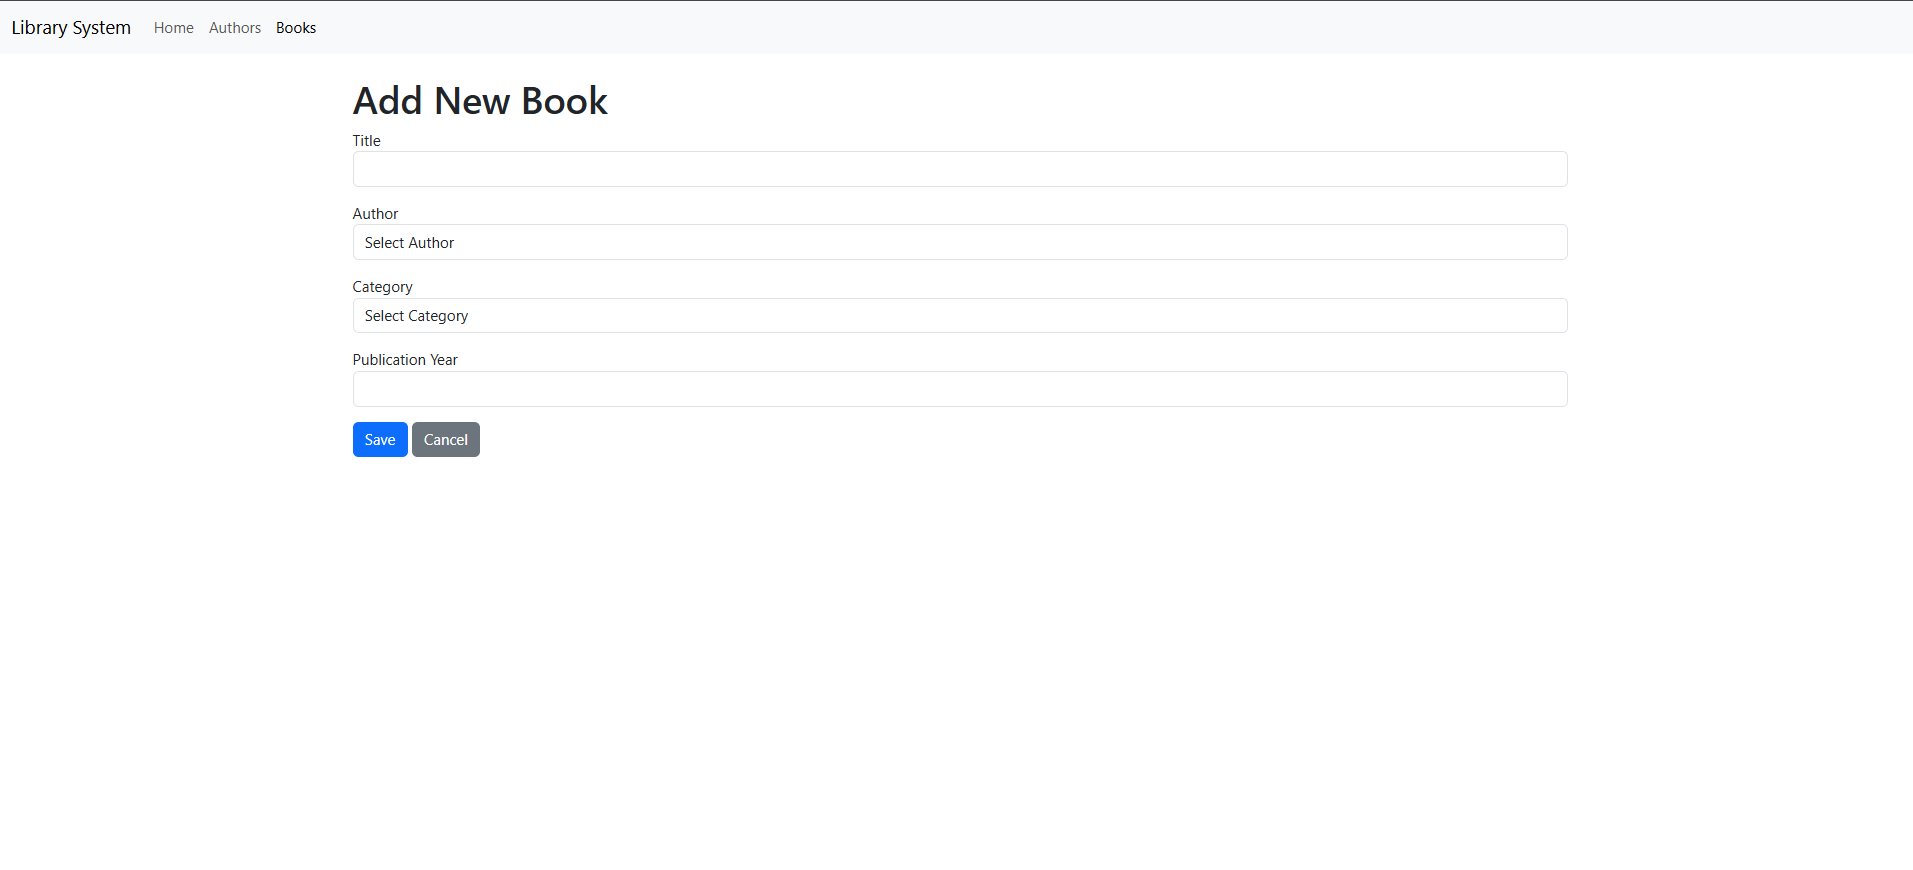 Library System Home Authors Books
Add New Book
Title
Author
Select Author
Category
Select Category
Publication Year
Save Cancel